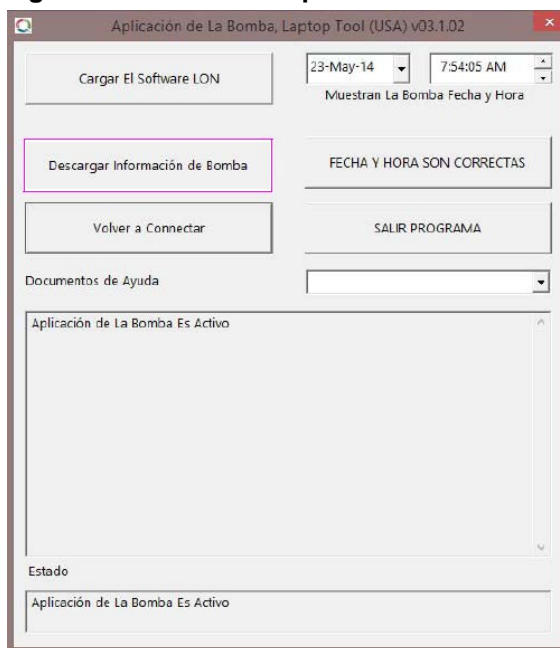 Aplicación de La Bomba, Laptop Tool (USA) v03.1.02
Cargar El Software LON
23-May-14
7:54:05 AM
Muestran La Bomba Fecha y Hora
Descargar Información de Bomba
FECHA Y HORA SON CORRECTAS
Volver a Connectar
SALIR PROGRAMA
Documentos de Ayuda
Aplicación de La Bomba Es Activo
Estado
Aplicación de La Bomba Es Activo